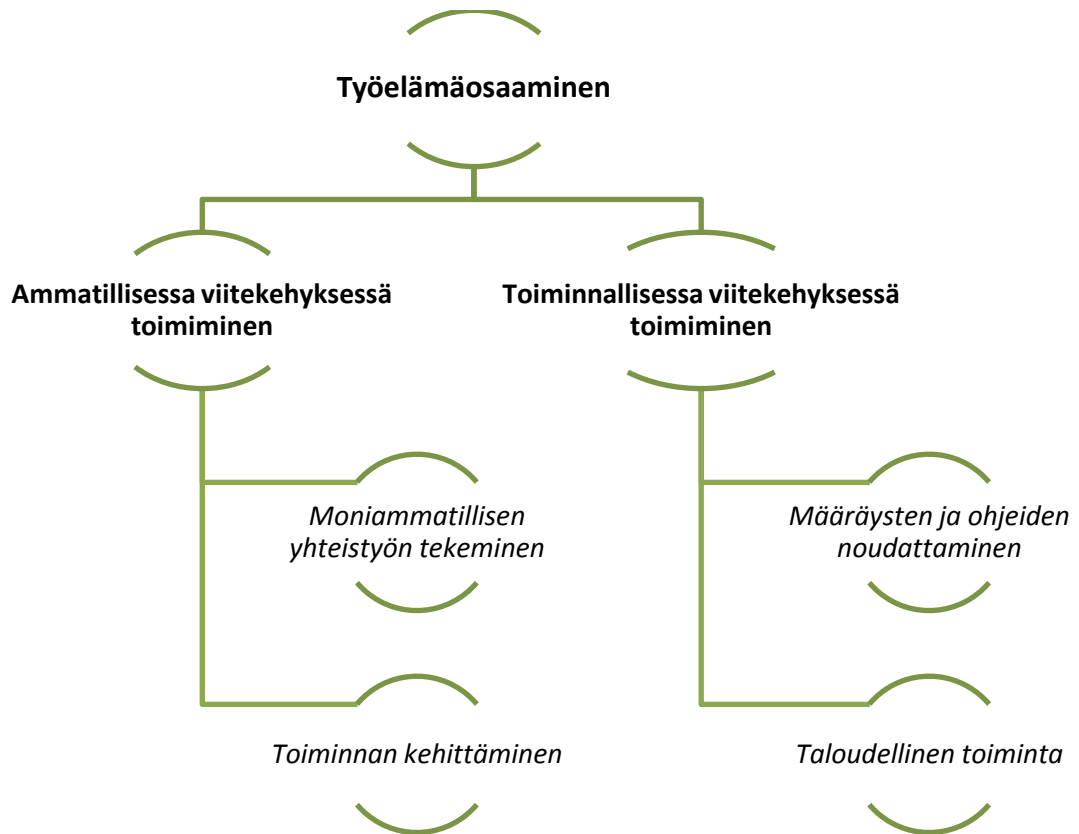 Työelämäosaaminen
Ammatillisessa viitekehyksessä
toimiminen
Toiminnallisessa viitekehyksessä
toimiminen
Moniammatillisen
yhteistyön tekeminen
Määräysten ja ohjeiden
noudattaminen
Toiminnan kehittäminen
Taloudellinen toiminta